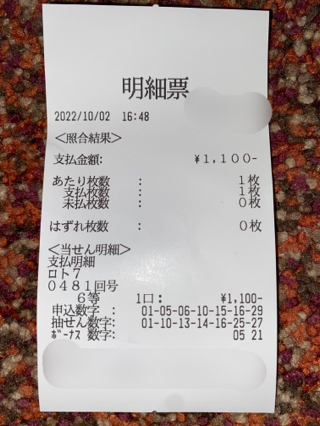 明細票
2022/10/02 16:48
＜照合結果＞
支払金額: ¥1,100-
あたり枚数 : 1枚
支払枚数 : 1枚
未払枚数 : 0枚
はずれ枚数 : 0枚
＜当せん明細＞
支払明細
ロト7
0481回号
6等 1口: ¥1,100-
申込数字 : 01-05-06-10-15-16-29
抽せん数字: 01-10-13-14-16-25-27
ﾎﾞｰﾅｽ 数字: 05 21